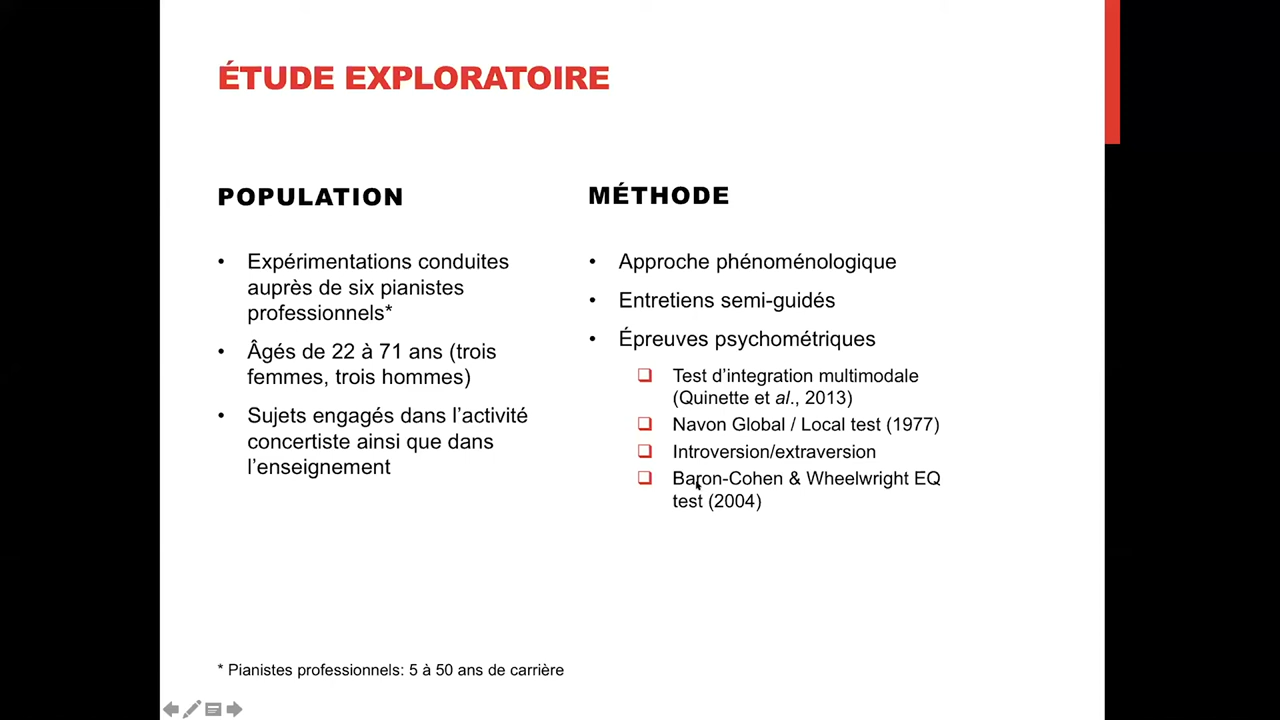 ÉTUDE EXPLORATOIRE
POPULATION
• Expérimentations conduites
auprès de six pianistes
professionnels*
• Âgés de 22 à 71 ans (trois
femmes, trois hommes)
• Sujets engagés dans l’activité
concertiste ainsi que dans
l’enseignement
MÉTHODE
• Approche phénoménologique
• Entretiens semi-guidés
• Épreuves psychométriques
❑ Test d’integration multimodale
(Quinette et al., 2013)
❑ Navon Global / Local test (1977)
❑ Introversion/extraversion
❑ Baron-Cohen & Wheelwright EQ
test (2004)
* Pianistes professionnels: 5 à 50 ans de carrière